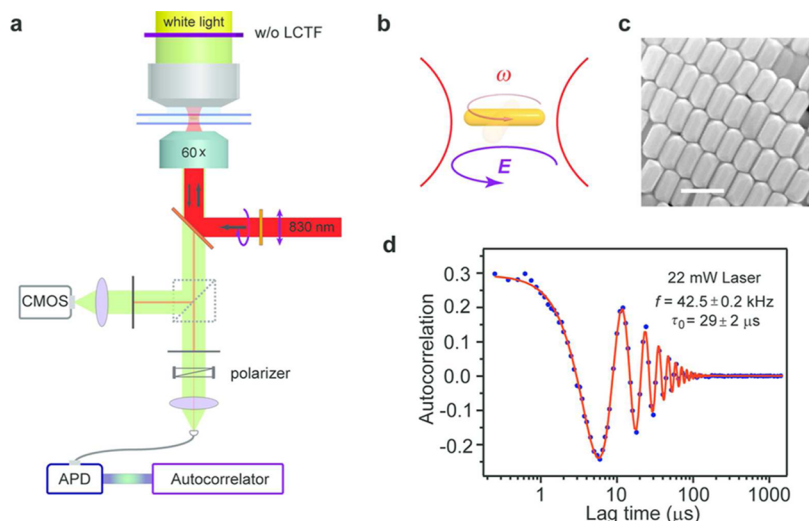 a
white light
w/o LCTF
60x
830 nm
CMOS
polarizer
APD
Autocorrelator
b
ω
E
c
d
22 mW Laser
f = 42.5 ± 0.2 kHz
τ₀ = 29 ± 2 μs
Autocorrelation
0.3
0.2
0.1
0.0
-0.1
-0.2
1
10
100
1000
Lag time (μs)